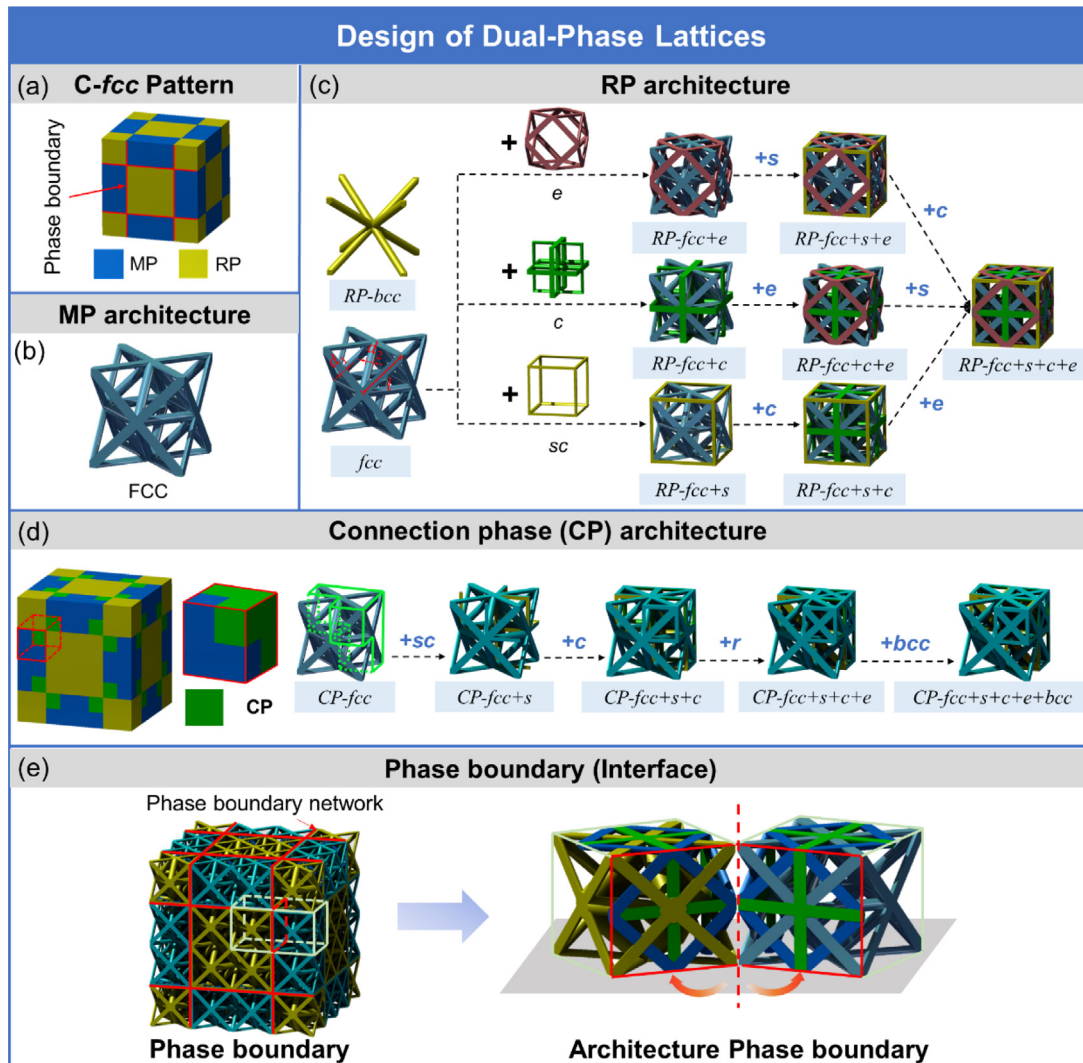 Design of Dual-Phase Lattices
(a)
C-fcc Pattern
Phase boundary
MP
RP
MP architecture
(b)
FCC
(c)
RP architecture
RP-bcc
fcc
+
e
+
c
+
sc
RP-fcc+e
+s
RP-fcc+s+e
+c
RP-fcc+c
+e
RP-fcc+c+e
+s
RP-fcc+s+c+e
RP-fcc+s
+c
RP-fcc+s+c
+e
(d)
Connection phase (CP) architecture
CP
CP-fcc
+sc
CP-fcc+s
+c
CP-fcc+s+c
+r
CP-fcc+s+c+e
+bcc
CP-fcc+s+c+e+bcc
(e)
Phase boundary (Interface)
Phase boundary network
Phase boundary
Architecture Phase boundary